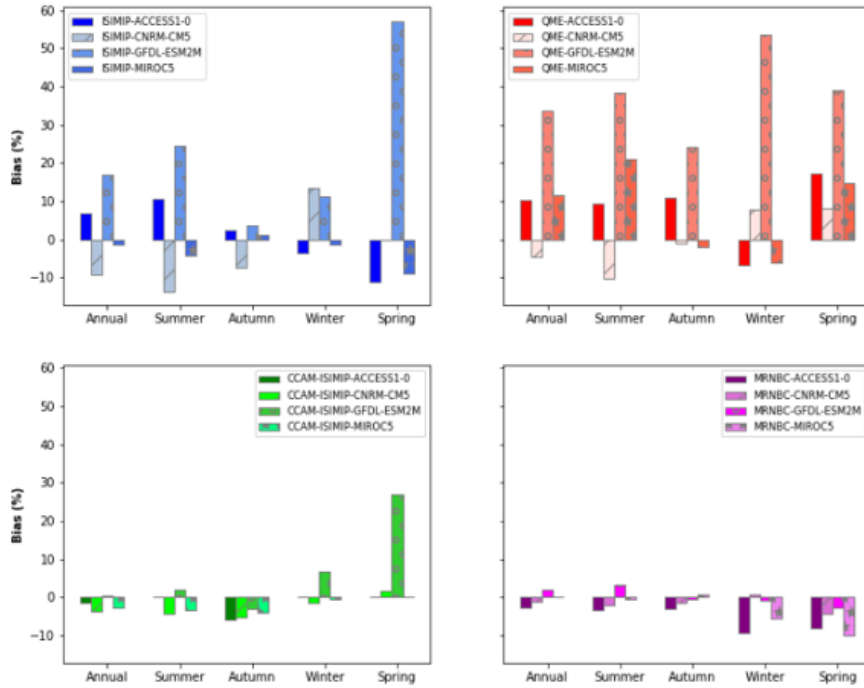 60
50
40
30
20
10
0
−10
Bias (%)
ISIMIP-ACCESS1-0
ISIMIP-CNRM-CM5
ISIMIP-GFDL-ESM2M
ISIMIP-MIROC5
Annual Summer Autumn Winter Spring
QME-ACCESS1-0
QME-CNRM-CM5
QME-GFDL-ESM2M
QME-MIROC5
Annual Summer Autumn Winter Spring
60
50
40
30
20
10
0
−10
Bias (%)
CCAM-ISIMIP-ACCESS1-0
CCAM-ISIMIP-CNRM-CM5
CCAM-ISIMIP-GFDL-ESM2M
CCAM-ISIMIP-MIROC5
Annual Summer Autumn Winter Spring
MRNBC-ACCESS1-0
MRNBC-CNRM-CM5
MRNBC-GFDL-ESM2M
MRNBC-MIROC5
Annual Summer Autumn Winter Spring